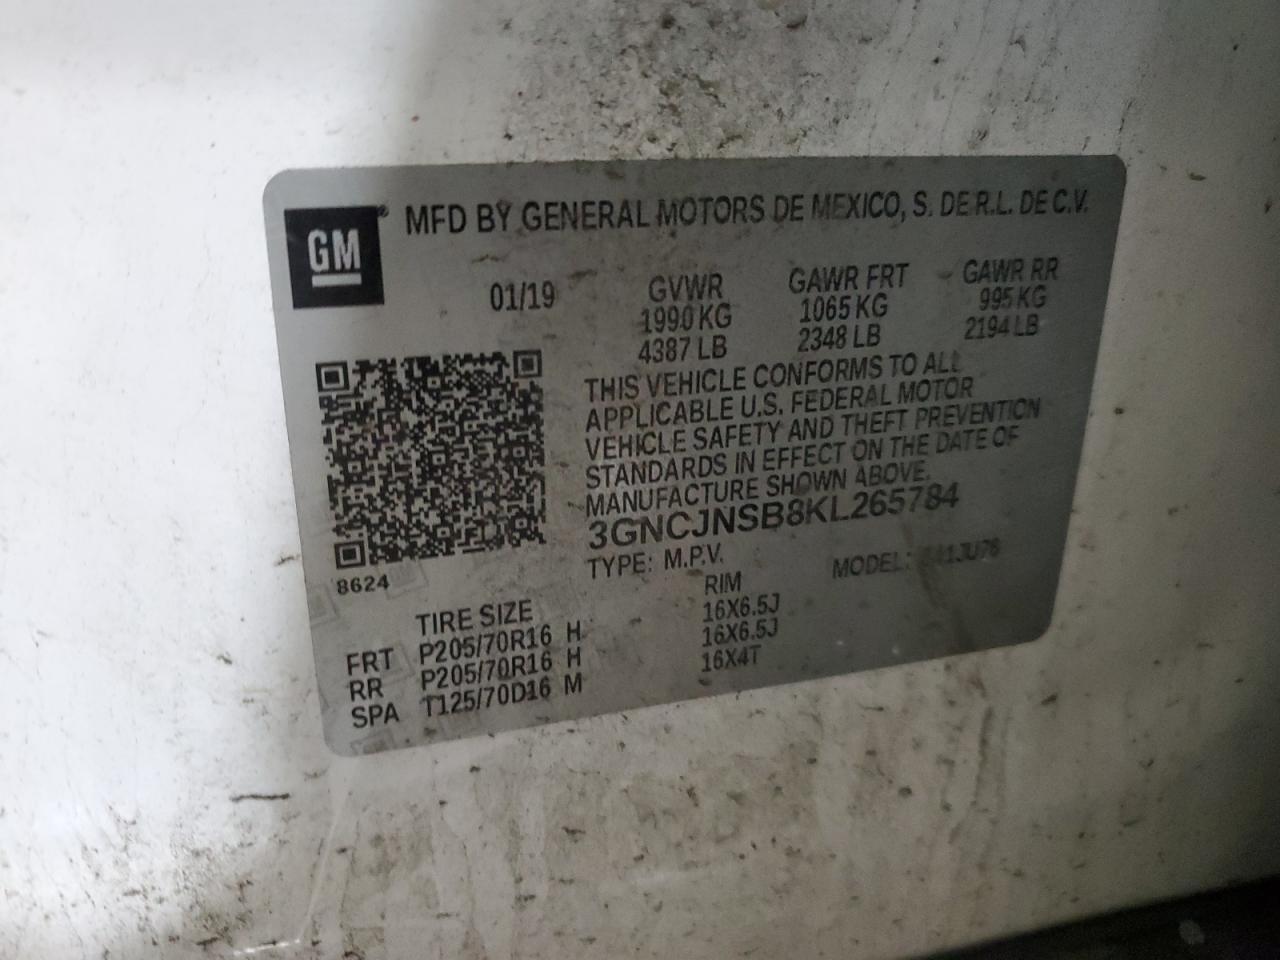 GM ® MFD BY GENERAL MOTORS DE MEXICO, S. DE R.L. DE C.V.
01/19 GVWR GAWR FRT GAWR RR
1990 KG 1065 KG 995 KG
4387 LB 2348 LB 2194 LB
THIS VEHICLE CONFORMS TO ALL
APPLICABLE U.S. FEDERAL MOTOR
VEHICLE SAFETY AND THEFT PREVENTION
STANDARDS IN EFFECT ON THE DATE OF
MANUFACTURE SHOWN ABOVE.
3GNCJNSB8KL265784
TYPE: M.P.V. MODEL:
8624
TIRE SIZE RIM
FRT P205/70R16 H 16X6.5J
RR P205/70R16 H 16X6.5J
SPA T125/70D16 M 16X4T